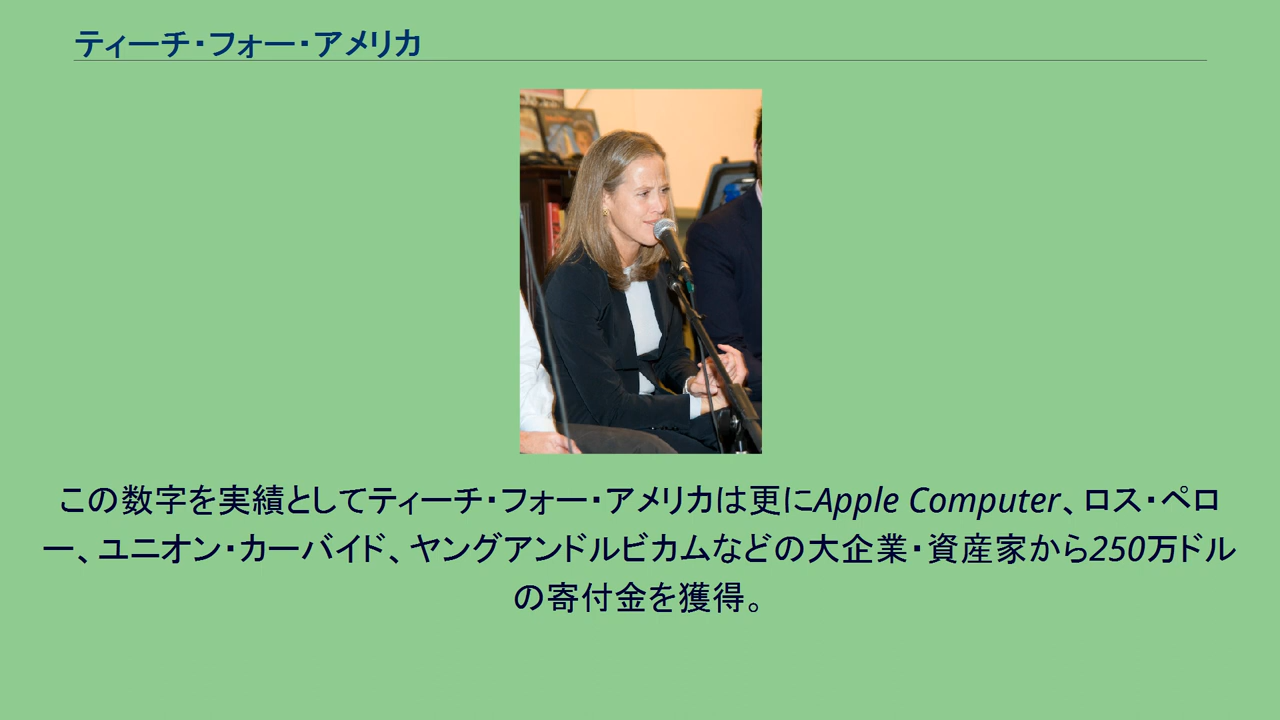 ティーチ・フォー・アメリカ
この数字を実績としてティーチ・フォー・アメリカは更にApple Computer、ロス・ペロ
ー、ユニオン・カーバイド、ヤングアンドルビカムなどの大企業・資産家から250万ドル
の寄付金を獲得。